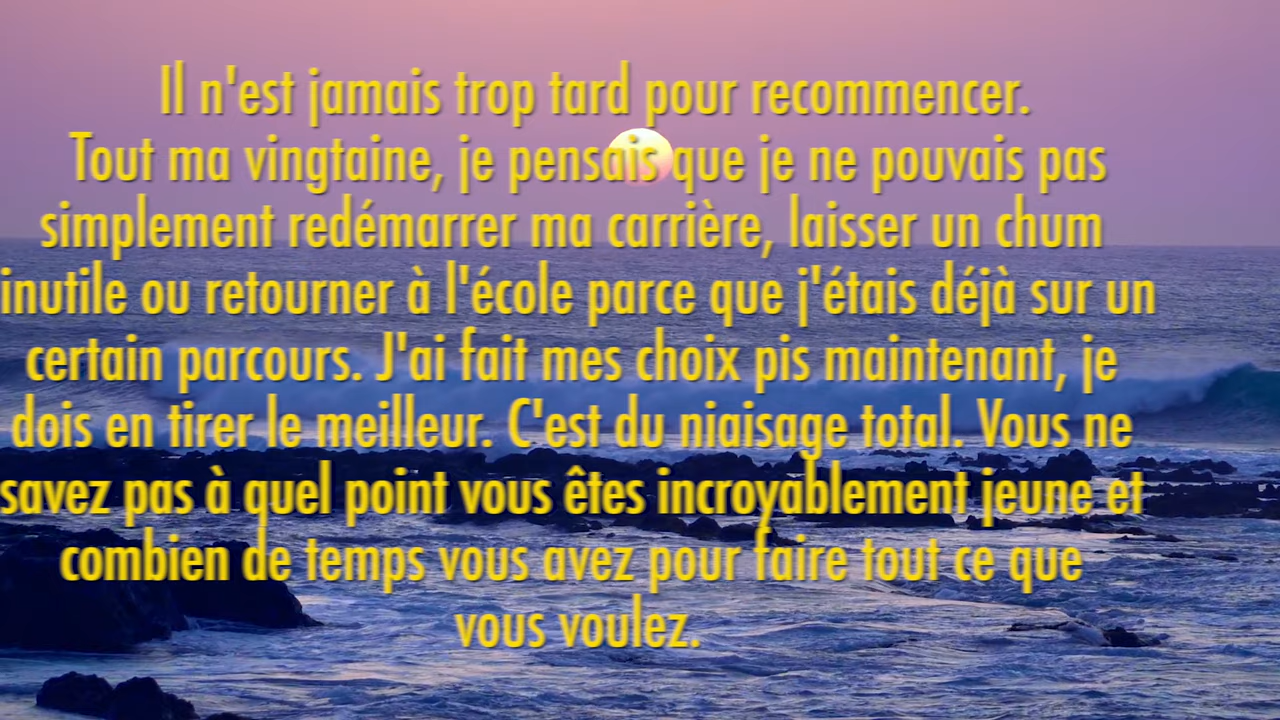 Il n'est jamais trop tard pour recommencer.
Tout ma vingtaine, je pensais que je ne pouvais pas
simplement redémarrer ma carrière, laisser un chum
inutile ou retourner à l'école parce que j'étais déjà sur un
certain parcours. J'ai fait mes choix pis maintenant, je
dois en tirer le meilleur. C'est du niaisage total. Vous ne
savez pas à quel point vous êtes incroyablement jeune et
combien de temps vous avez pour faire tout ce que
vous voulez.